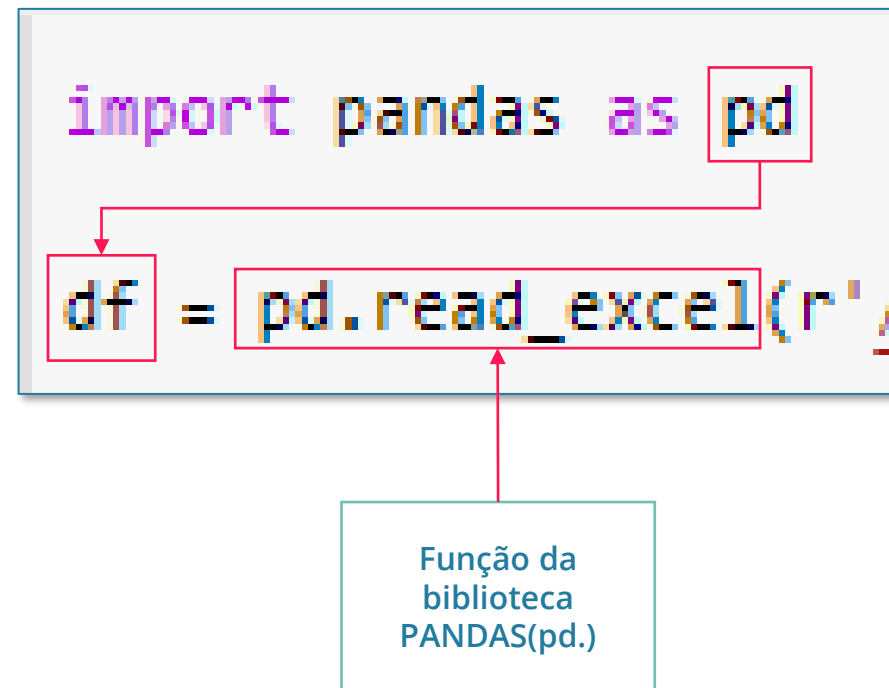 import pandas as pd
df = pd.read_excel(r'
Função da
biblioteca
PANDAS(pd.)